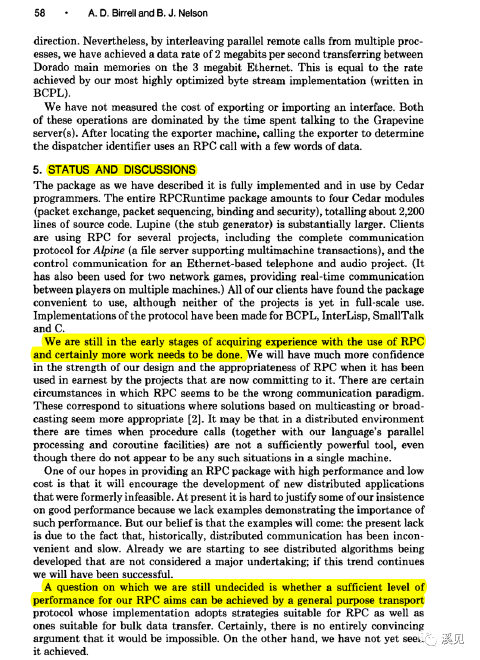 58 · A. D. Birrell and B. J. Nelson
direction. Nevertheless, by interleaving parallel remote calls from multiple proc-
esses, we have achieved a data rate of 2 megabits per second transferring between
Dorado main memories on the 3 megabit Ethernet. This is equal to the rate
achieved by our most highly optimized byte stream implementation (written in
BCPL).
We have not measured the cost of exporting or importing an interface. Both
of these operations are dominated by the time spent talking to the Grapevine
server(s). After locating the exporter machine, calling the exporter to determine
the dispatcher identifier uses an RPC call with a few words of data.
5. STATUS AND DISCUSSIONS
The package as we have described it is fully implemented and in use by Cedar
programmers. The entire RPCRuntime package amounts to four Cedar modules
(packet exchange, packet sequencing, binding and security), totalling about 2,200
lines of source code. Lupine (the stub generator) is substantially larger. Clients
are using RPC for several projects, including the complete communication
protocol for Alpine (a file server supporting multimachine transactions), and the
control communication for an Ethernet-based telephone and audio project. (It
has also been used for two network games, providing real-time communication
between players on multiple machines.) All of our clients have found the package
convenient to use, although neither of the projects is yet in full-scale use.
Implementations of the protocol have been made for BCPL, InterLisp, SmallTalk
and C.
We are still in the early stages of acquiring experience with the use of RPC
and certainly more work needs to be done. We will have much more confidence
in the strength of our design and the appropriateness of RPC when it has been
used in earnest by the projects that are now committing to it. There are certain
circumstances in which RPC seems to be the wrong communication paradigm.
These correspond to situations where solutions based on multicasting or broad-
casting seem more appropriate [2]. It may be that in a distributed environment
there are times when procedure calls (together with our language's parallel
processing and coroutine facilities) are not a sufficiently powerful tool, even
though there do not appear to be any such situations in a single machine.
One of our hopes in providing an RPC package with high performance and low
cost is that it will encourage the development of new distributed applications
that were formerly infeasible. At present it is hard to justify some of our insistence
on good performance because we lack examples demonstrating the importance of
such performance. But our belief is that the examples will come: the present lack
is due to the fact that, historically, distributed communication has been incon-
venient and slow. Already we are starting to see distributed algorithms being
developed that are not considered a major undertaking; if this trend continues
we will have been successful.
A question on which we are still undecided is whether a sufficient level of
performance for our RPC aims can be achieved by a general purpose transport
protocol whose implementation adopts strategies suitable for RPC as well as
ones suitable for bulk data transfer. Certainly, there is no entirely convincing
argument that it would be impossible. On the other hand, we have not yet seen
it achieved.
溪见